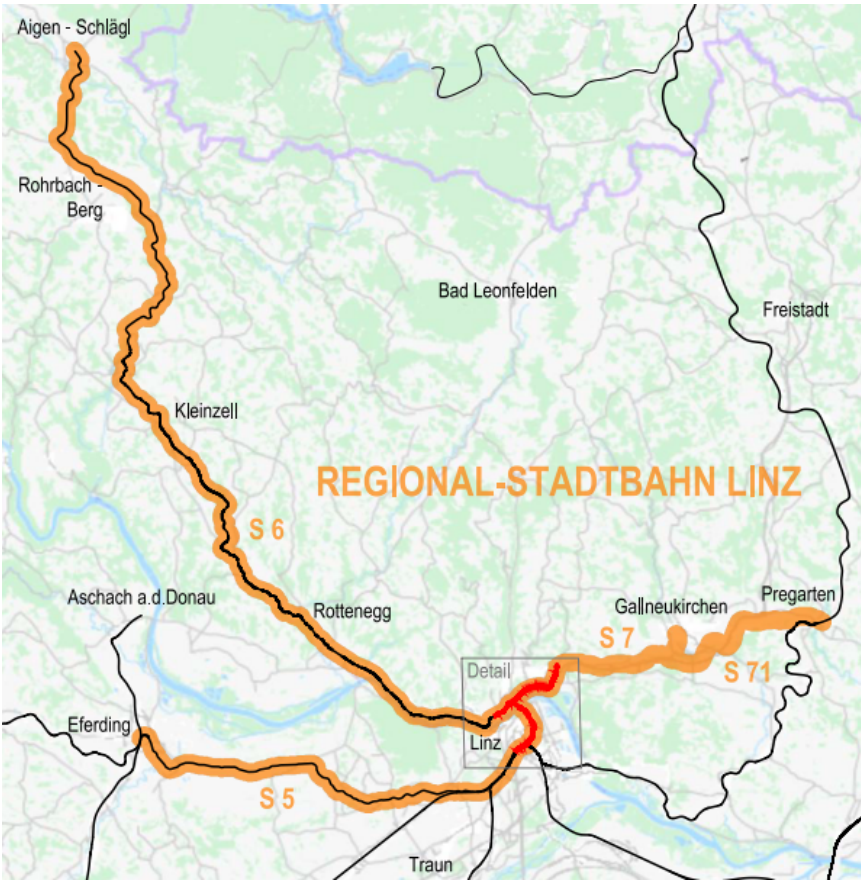 Aigen - Schlägl
Rohrbach -
Berg
Bad Leonfelden
Freistadt
Kleinzell
REGIONAL-STADTBAHN LINZ
S 6
Aschach a.d.Donau
Rottenegg
Gallneukirchen
Pregarten
S 7
S 71
Detail
Eferding
Linz
S 5
Traun